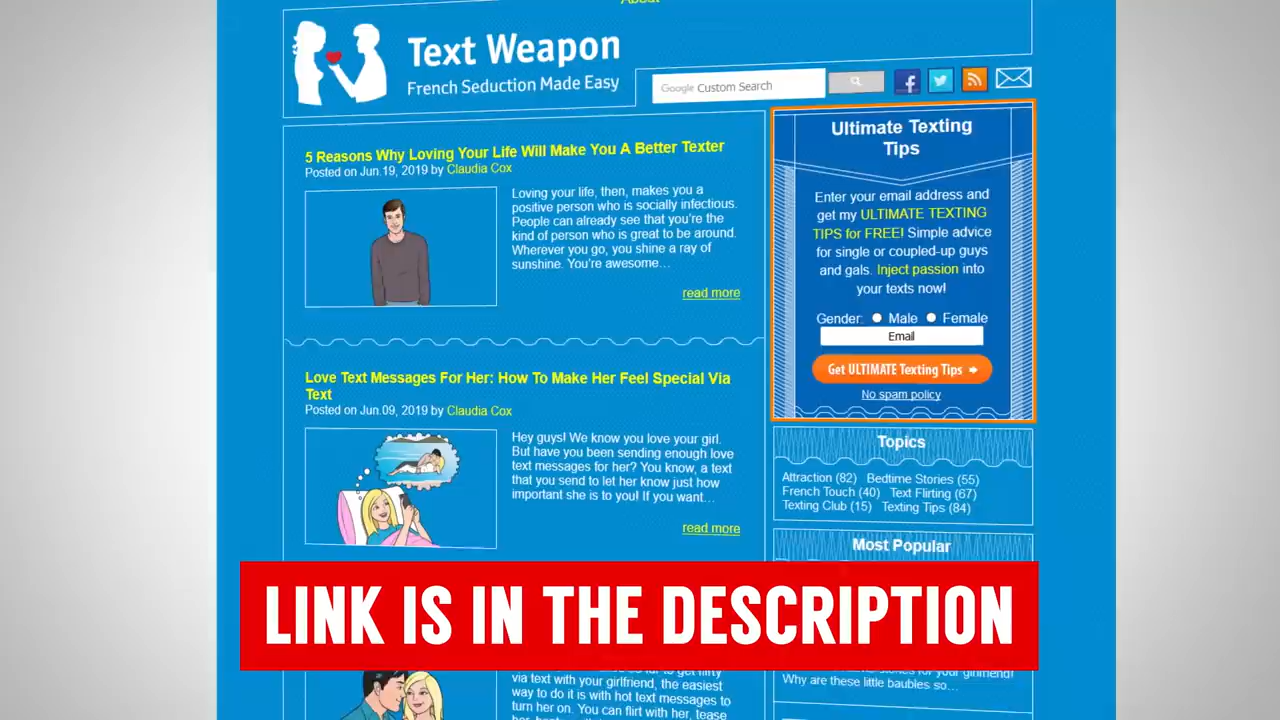 About
Text Weapon
French Seduction Made Easy
Google Custom Search
5 Reasons Why Loving Your Life Will Make You A Better Texter
Posted on Jun.19, 2019 by Claudia Cox
Loving your life, then, makes you a
positive person who is socially infectious.
People can already see that you're the
kind of person who is great to be around.
Wherever you go, you shine a ray of
sunshine. You're awesome…
read more
Love Text Messages For Her: How To Make Her Feel Special Via
Text
Posted on Jun.09, 2019 by Claudia Cox
Hey guys! We know you love your girl.
But have you been sending enough love
text messages for her? You know, a text
that you send to let her know just how
important she is to you! If you want…
read more
via text with your girlfriend, the easiest
way to do it is with hot text messages to
turn her on. You can flirt with her, tease
Ultimate Texting
Tips
Enter your email address and
get my ULTIMATE TEXTING
TIPS for FREE! Simple advice
for single or coupled-up guys
and gals. Inject passion into
your texts now!
Gender: Male Female
Email
Get ULTIMATE Texting Tips
No spam policy
Topics
Attraction (82) Bedtime Stories (55)
French Touch (40) Text Flirting (67)
Texting Club (15) Texting Tips (84)
Most Popular
for your girlfriend?
Why are these little baubles so…
LINK IS IN THE DESCRIPTION